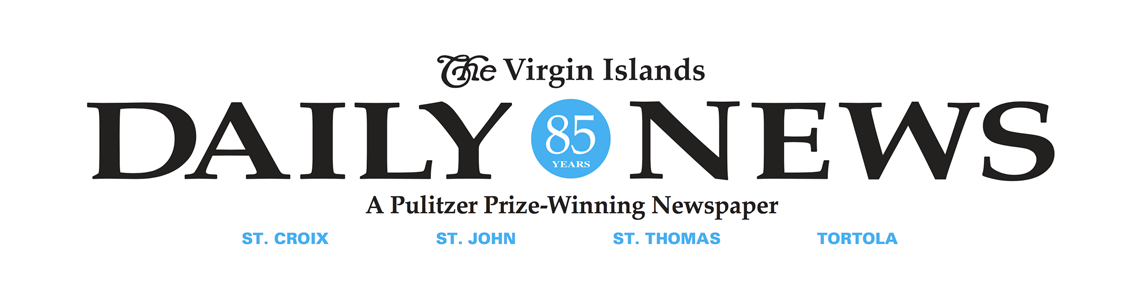 The Virgin Islands
DAILY 85 YEARS NEWS
A Pulitzer Prize-Winning Newspaper
ST. CROIX ST. JOHN ST. THOMAS TORTOLA